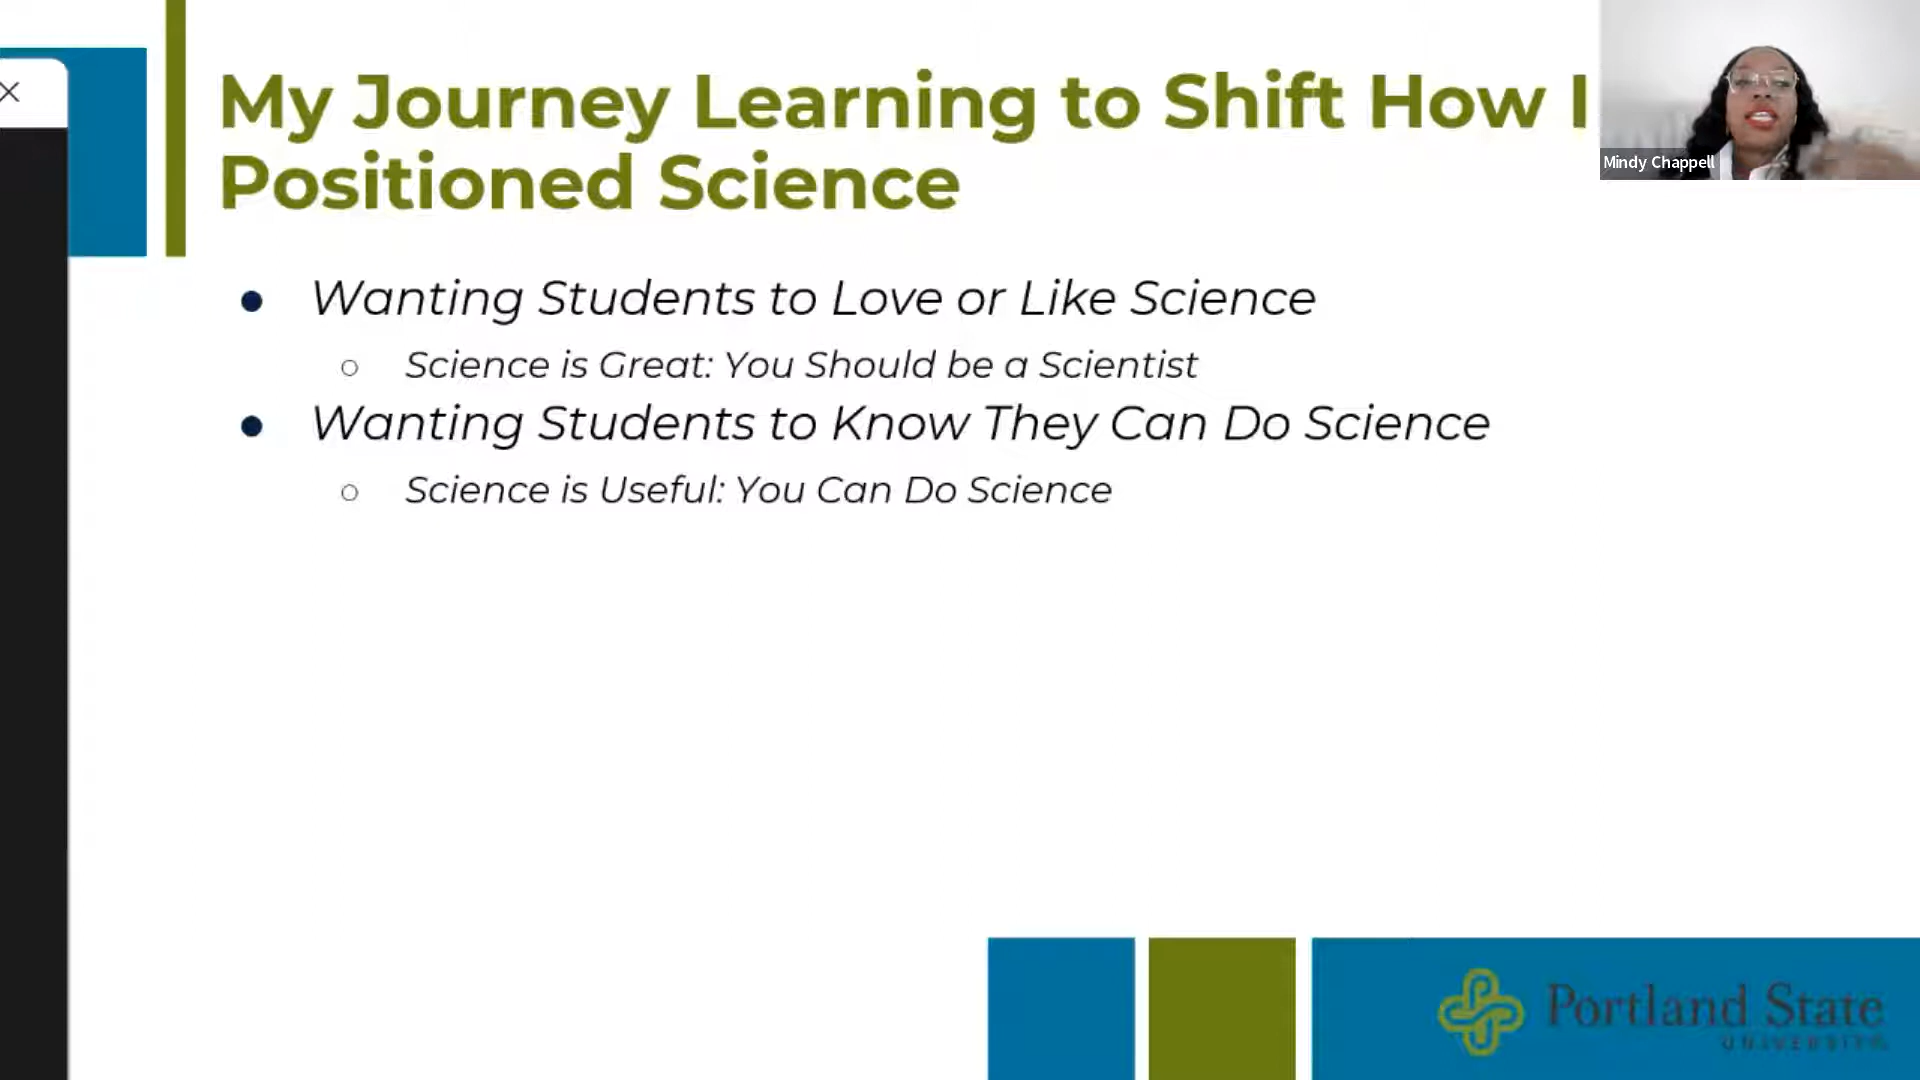 My Journey Learning to Shift How I
Positioned Science
Mindy Chappell
● Wanting Students to Love or Like Science
○ Science is Great: You Should be a Scientist
● Wanting Students to Know They Can Do Science
○ Science is Useful: You Can Do Science
Portland State
UNIVERSITY